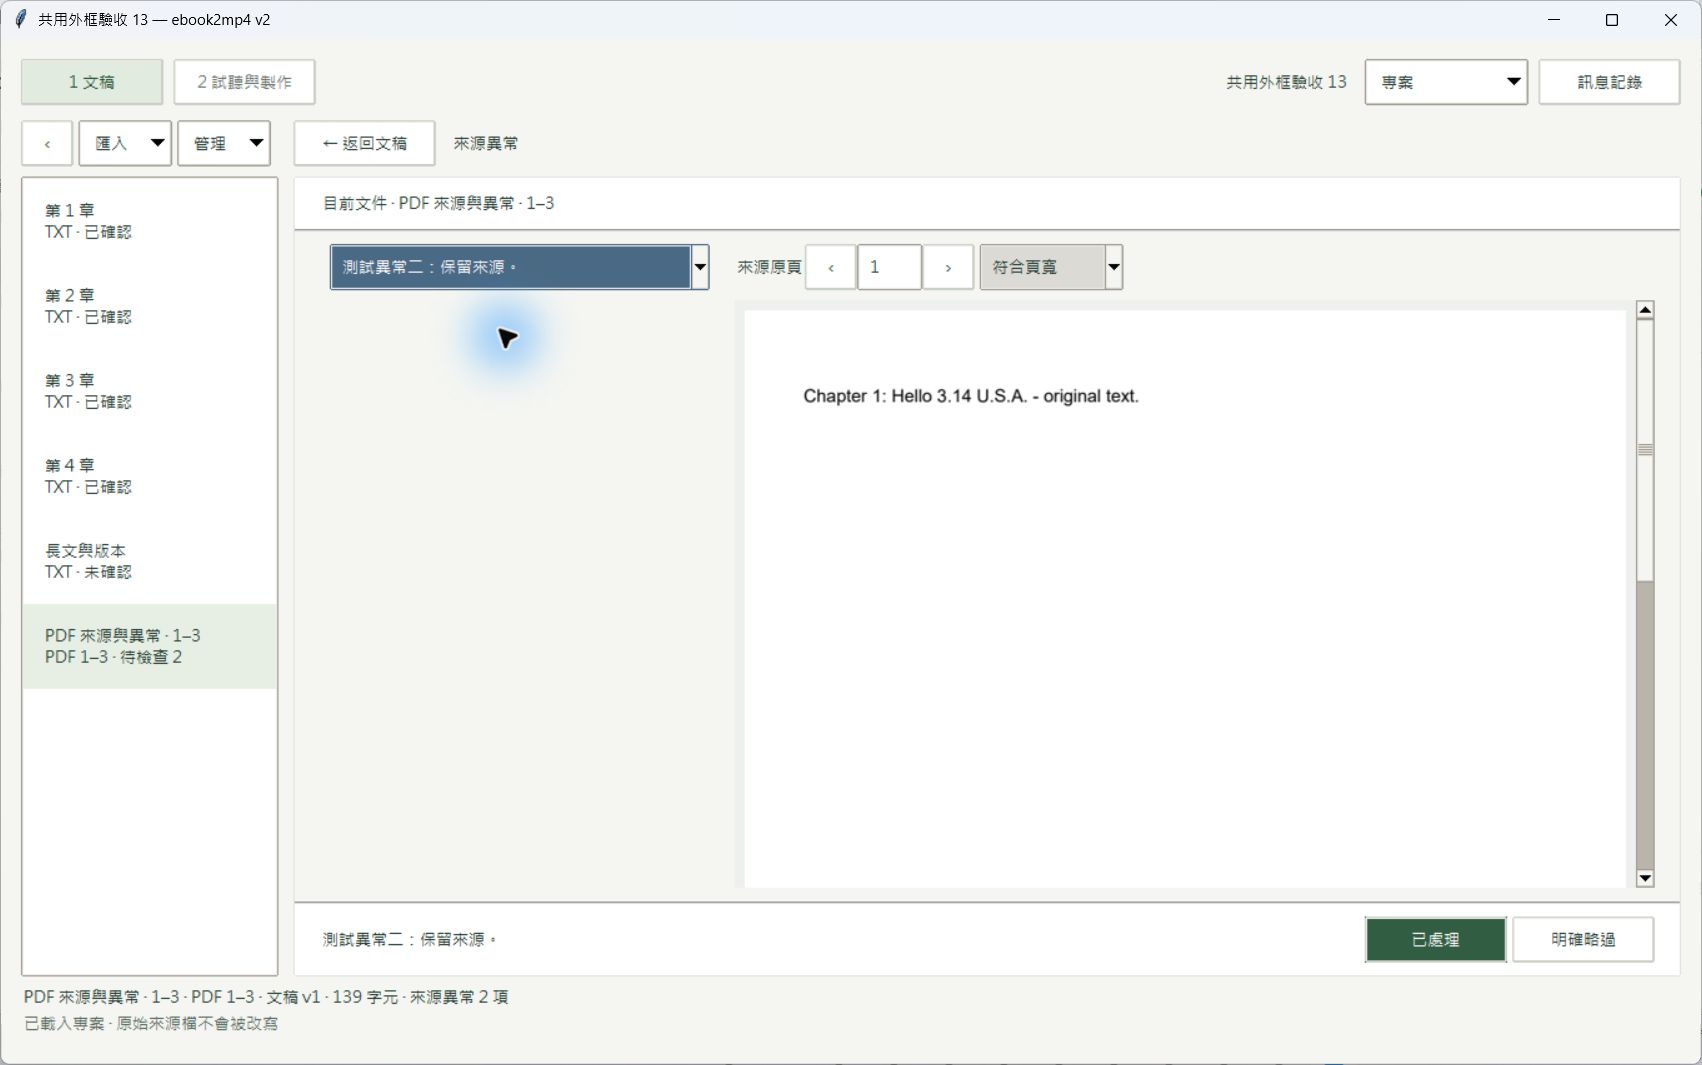 共用外框驗收 13 — ebook2mp4 v2
1 文稿
2 試聽與製作
共用外框驗收 13
專案
訊息記錄
‹
匯入
管理
← 返回文稿
來源異常
第 1 章
TXT · 已確認
第 2 章
TXT · 已確認
第 3 章
TXT · 已確認
第 4 章
TXT · 已確認
長文與版本
TXT · 未確認
PDF 來源與異常 · 1–3
PDF 1–3 · 待檢查 2
目前文件 · PDF 來源與異常 · 1–3
測試異常二：保留來源。
來源原頁
‹
1
›
符合頁寬
Chapter 1: Hello 3.14 U.S.A. - original text.
測試異常二：保留來源。
已處理
明確略過
PDF 來源與異常 · 1–3 · PDF 1–3 · 文稿 v1 · 139 字元 · 來源異常 2 項
已載入專案 · 原始來源檔不會被改寫